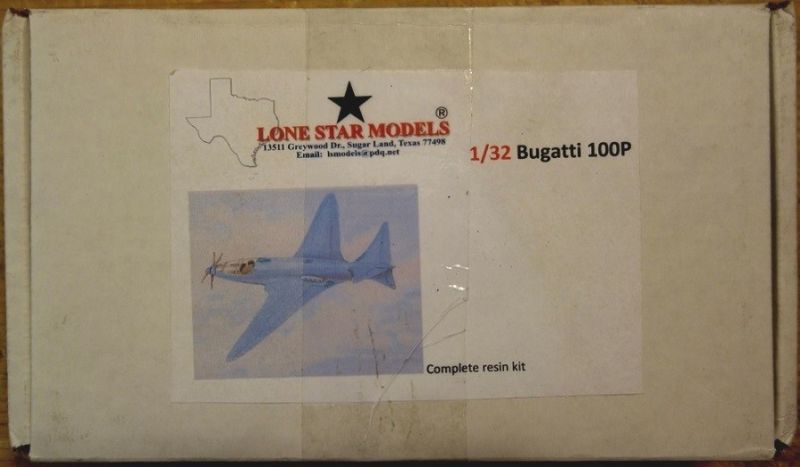 ®
LONE STAR MODELS
13511 Greywood Dr., Sugar Land, Texas 77498
Email: lsmodels@pdq.net
1/32 Bugatti 100P
Complete resin kit